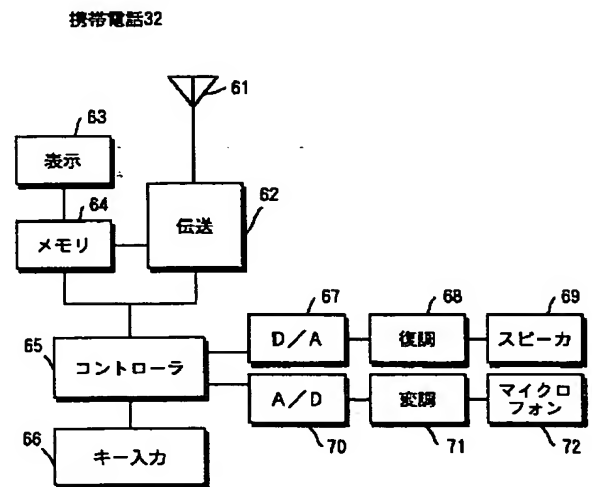 携帯電話32
61
63
表示
64
メモリ
伝送
62
65
コントローラ
66
キー入力
67
D/A
68
復調
69
スピーカ
A/D
70
変調
71
マイクロ
フォン
72